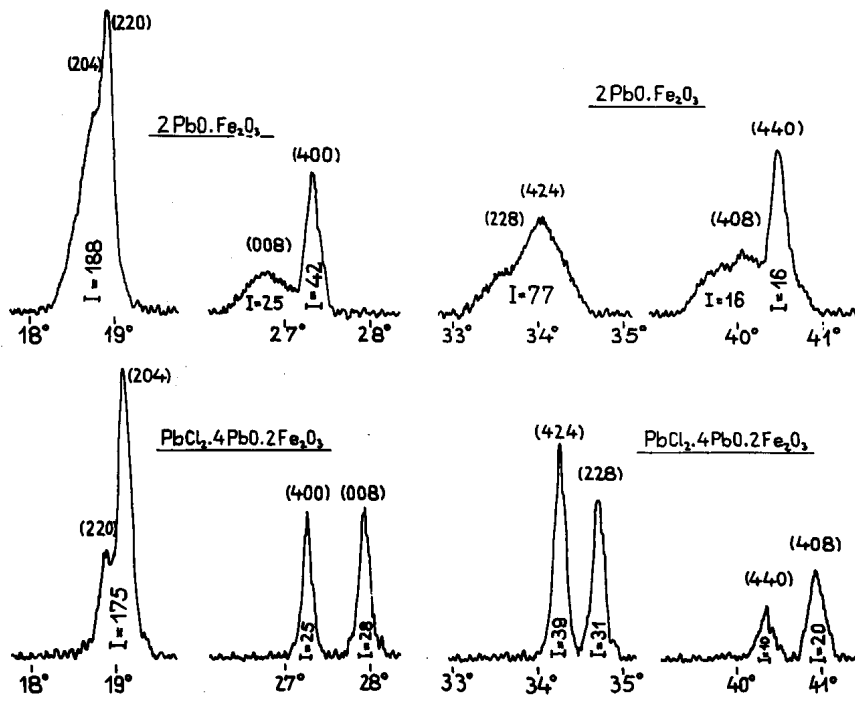 (220)
(204)
2PbO.Fe₂O₃
(400)
(008)
I=188
I=25
I=42
18° 19° 27° 28°
2PbO.Fe₂O₃
(440)
(424)
(228)
(408)
I=77
I=16
I=16
33° 34° 35° 40° 41°
(204)
PbCl₂.4PbO.2Fe₂O₃
(220)
(400) (008)
I=175
I=25
I=28
18° 19° 27° 28°
(424)
PbCl₂.4PbO.2Fe₂O₃
(228)
(408)
(440)
I=39
I=31
I=10
I=20
33° 34° 35° 40° 41°